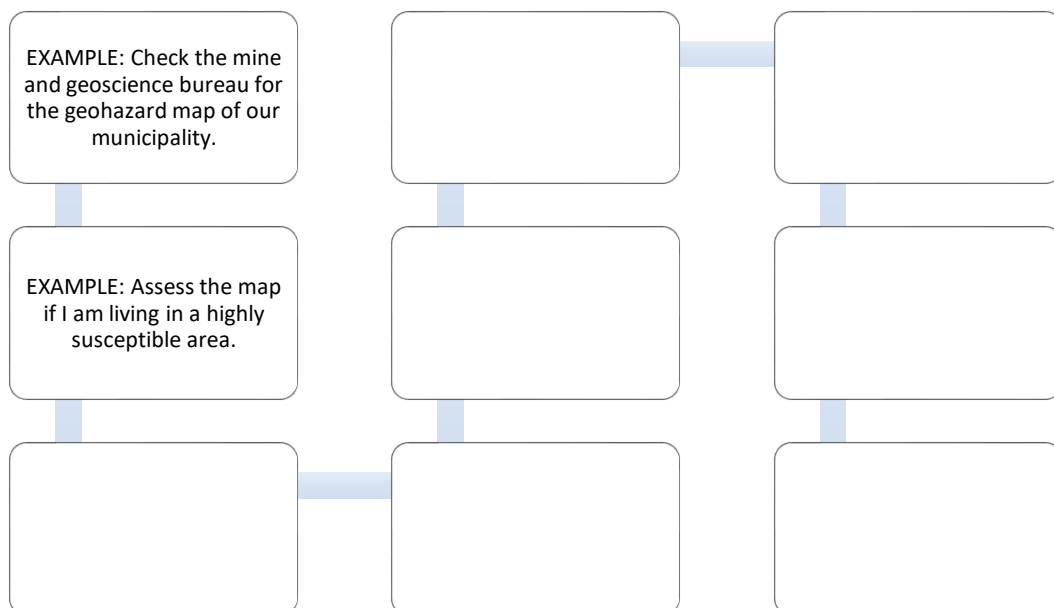 EXAMPLE: Check the mine
and geoscience bureau for
the geohazard map of our
municipality.
EXAMPLE: Assess the map
if I am living in a highly
susceptible area.